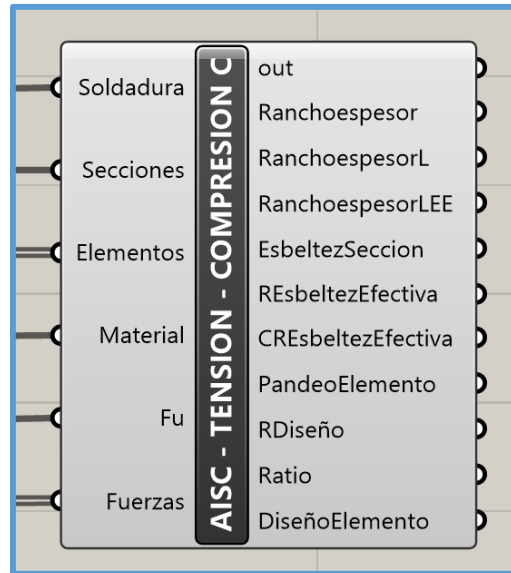 Soldadura
Secciones
Elementos
Material
Fu
Fuerzas
AISC - TENSION - COMPRESION C
out
Ranchoespesor
RanchoespesorL
RanchoespesorLEE
EsbeltezSeccion
REsbeltezEfectiva
CREsbeltezEfectiva
PandeoElemento
RDiseño
Ratio
DiseñoElemento